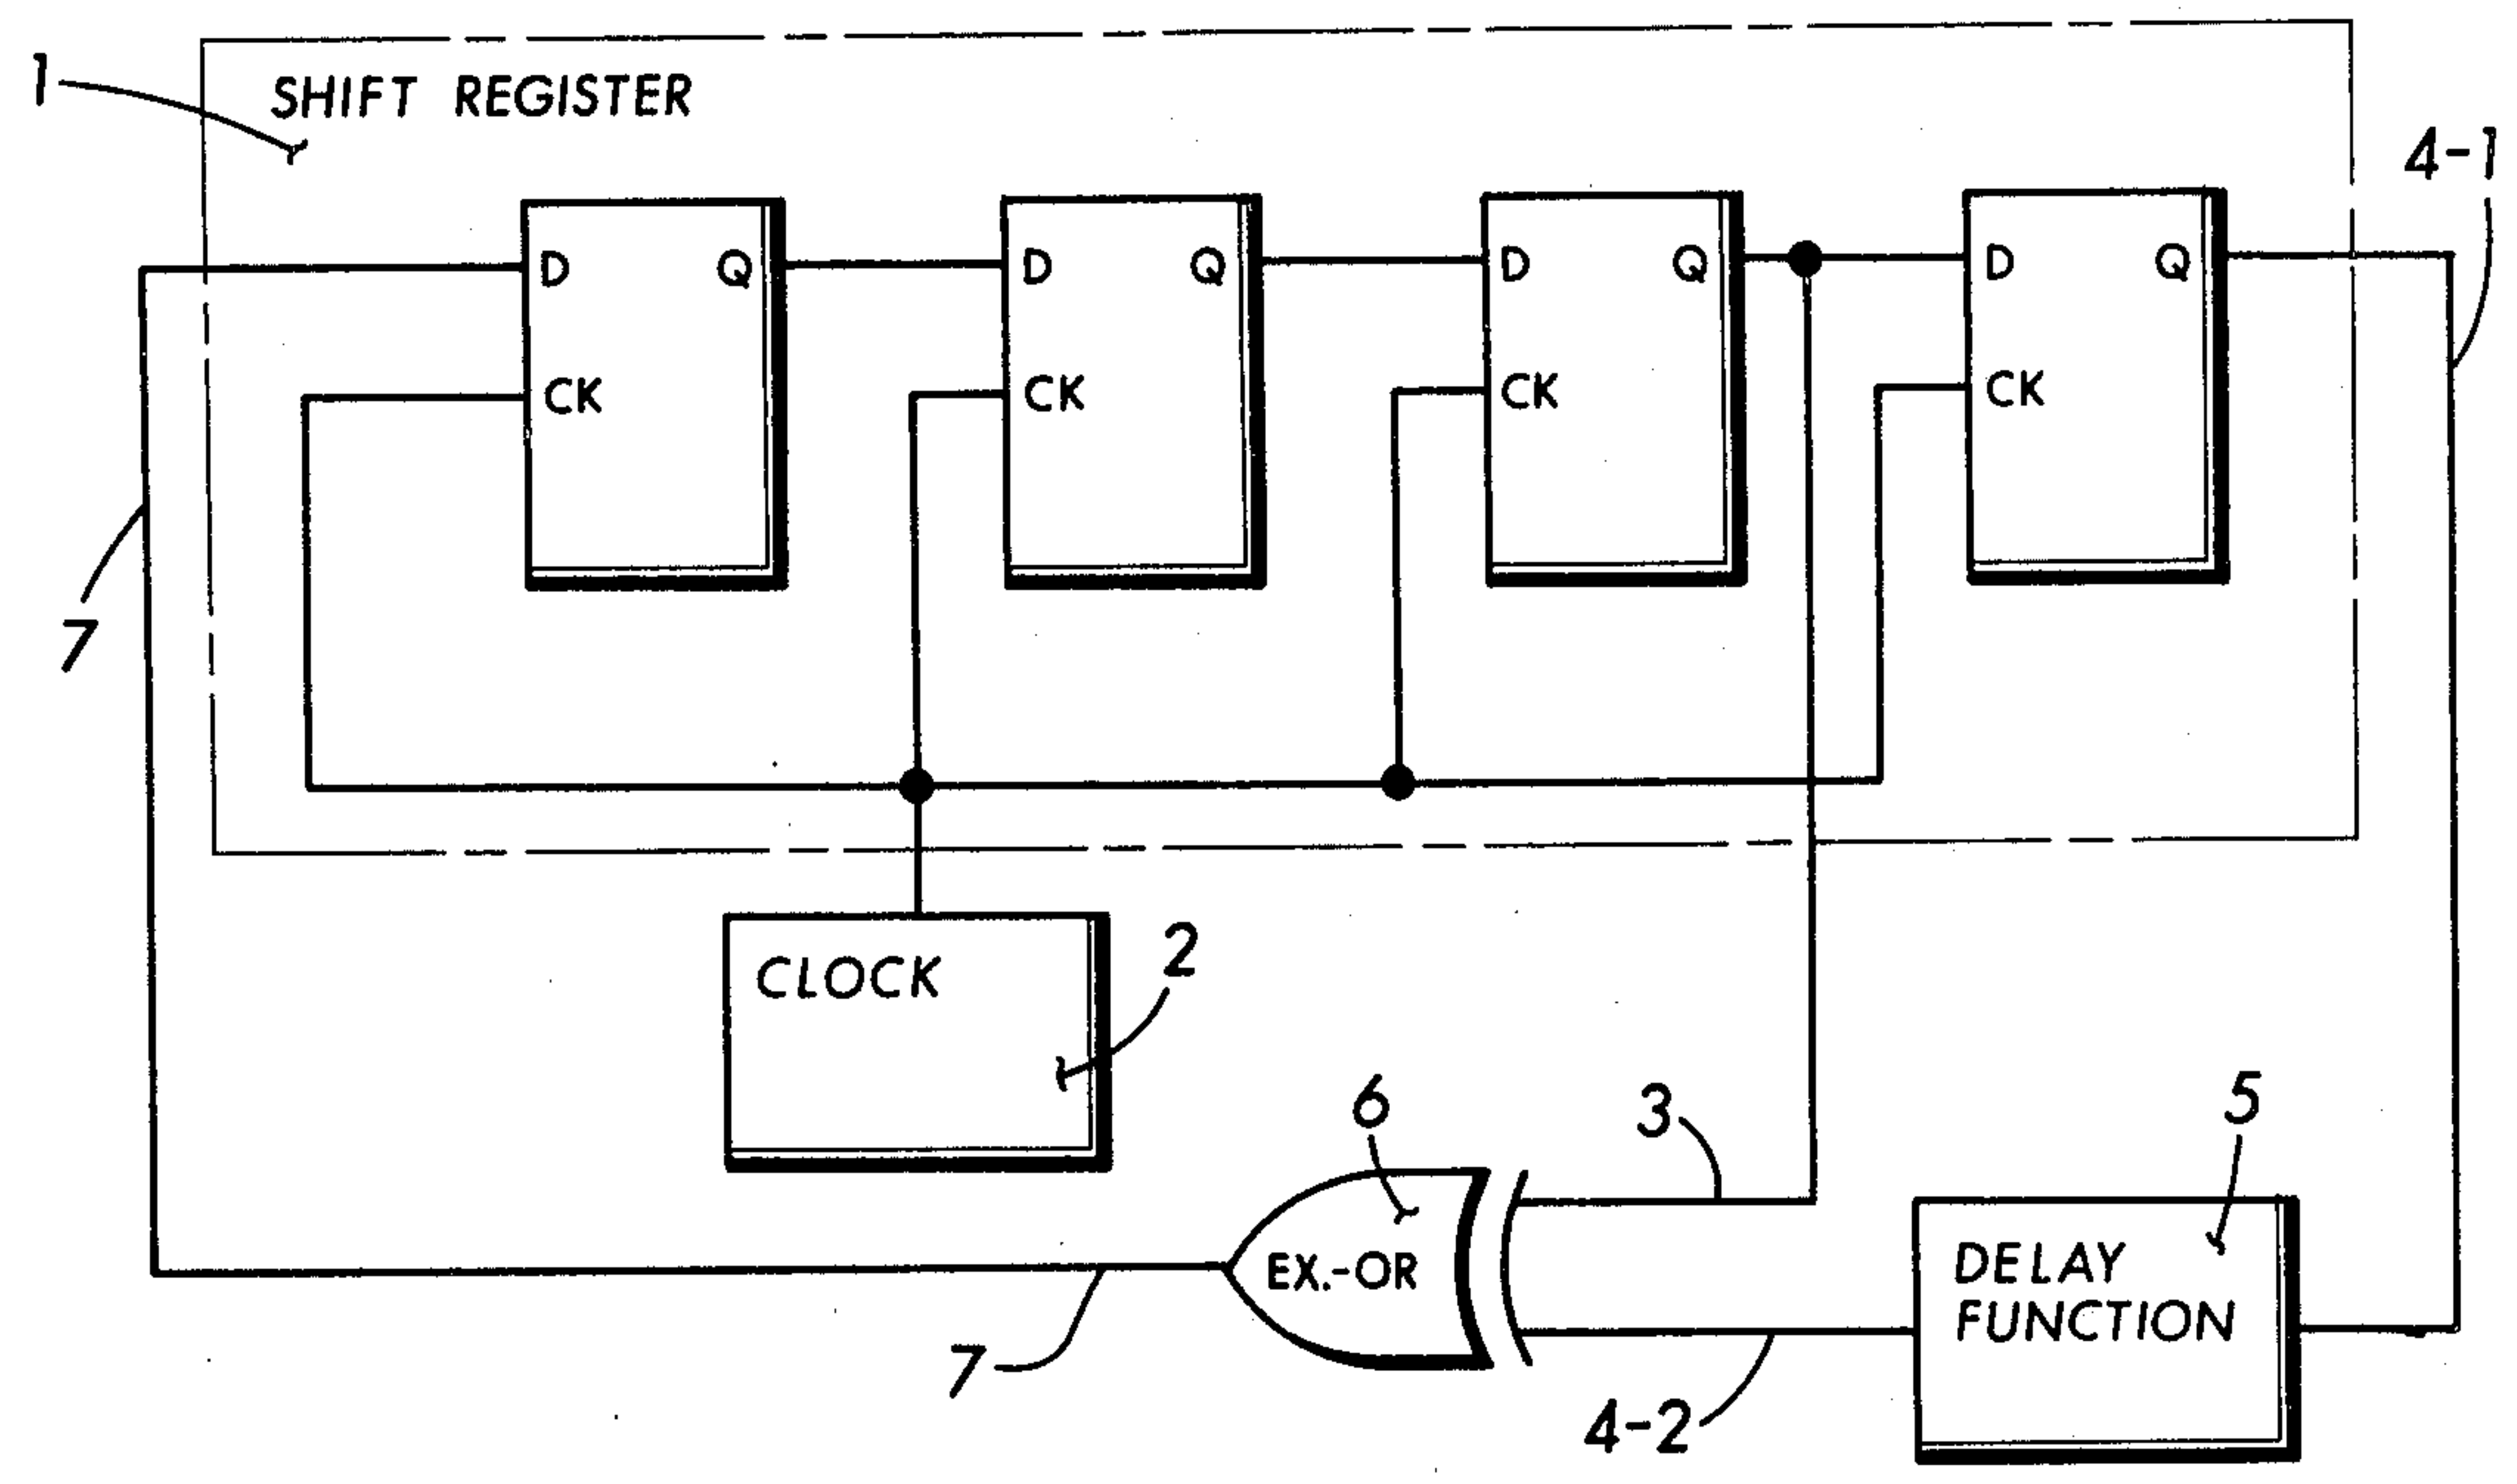 1
SHIFT REGISTER
4-1
D Q
CK
D Q
CK
D Q
CK
D Q
CK
7
CLOCK
2
6
3
5
EX.-OR
DELAY
FUNCTION
7
4-2